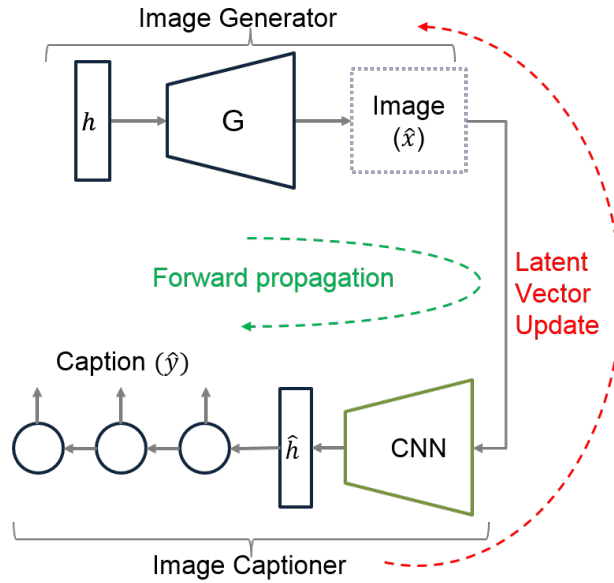 Image Generator
h
G
Image
(x̂)
Forward propagation
Latent
Vector
Update
Caption (ŷ)
ĥ
CNN
Image Captioner